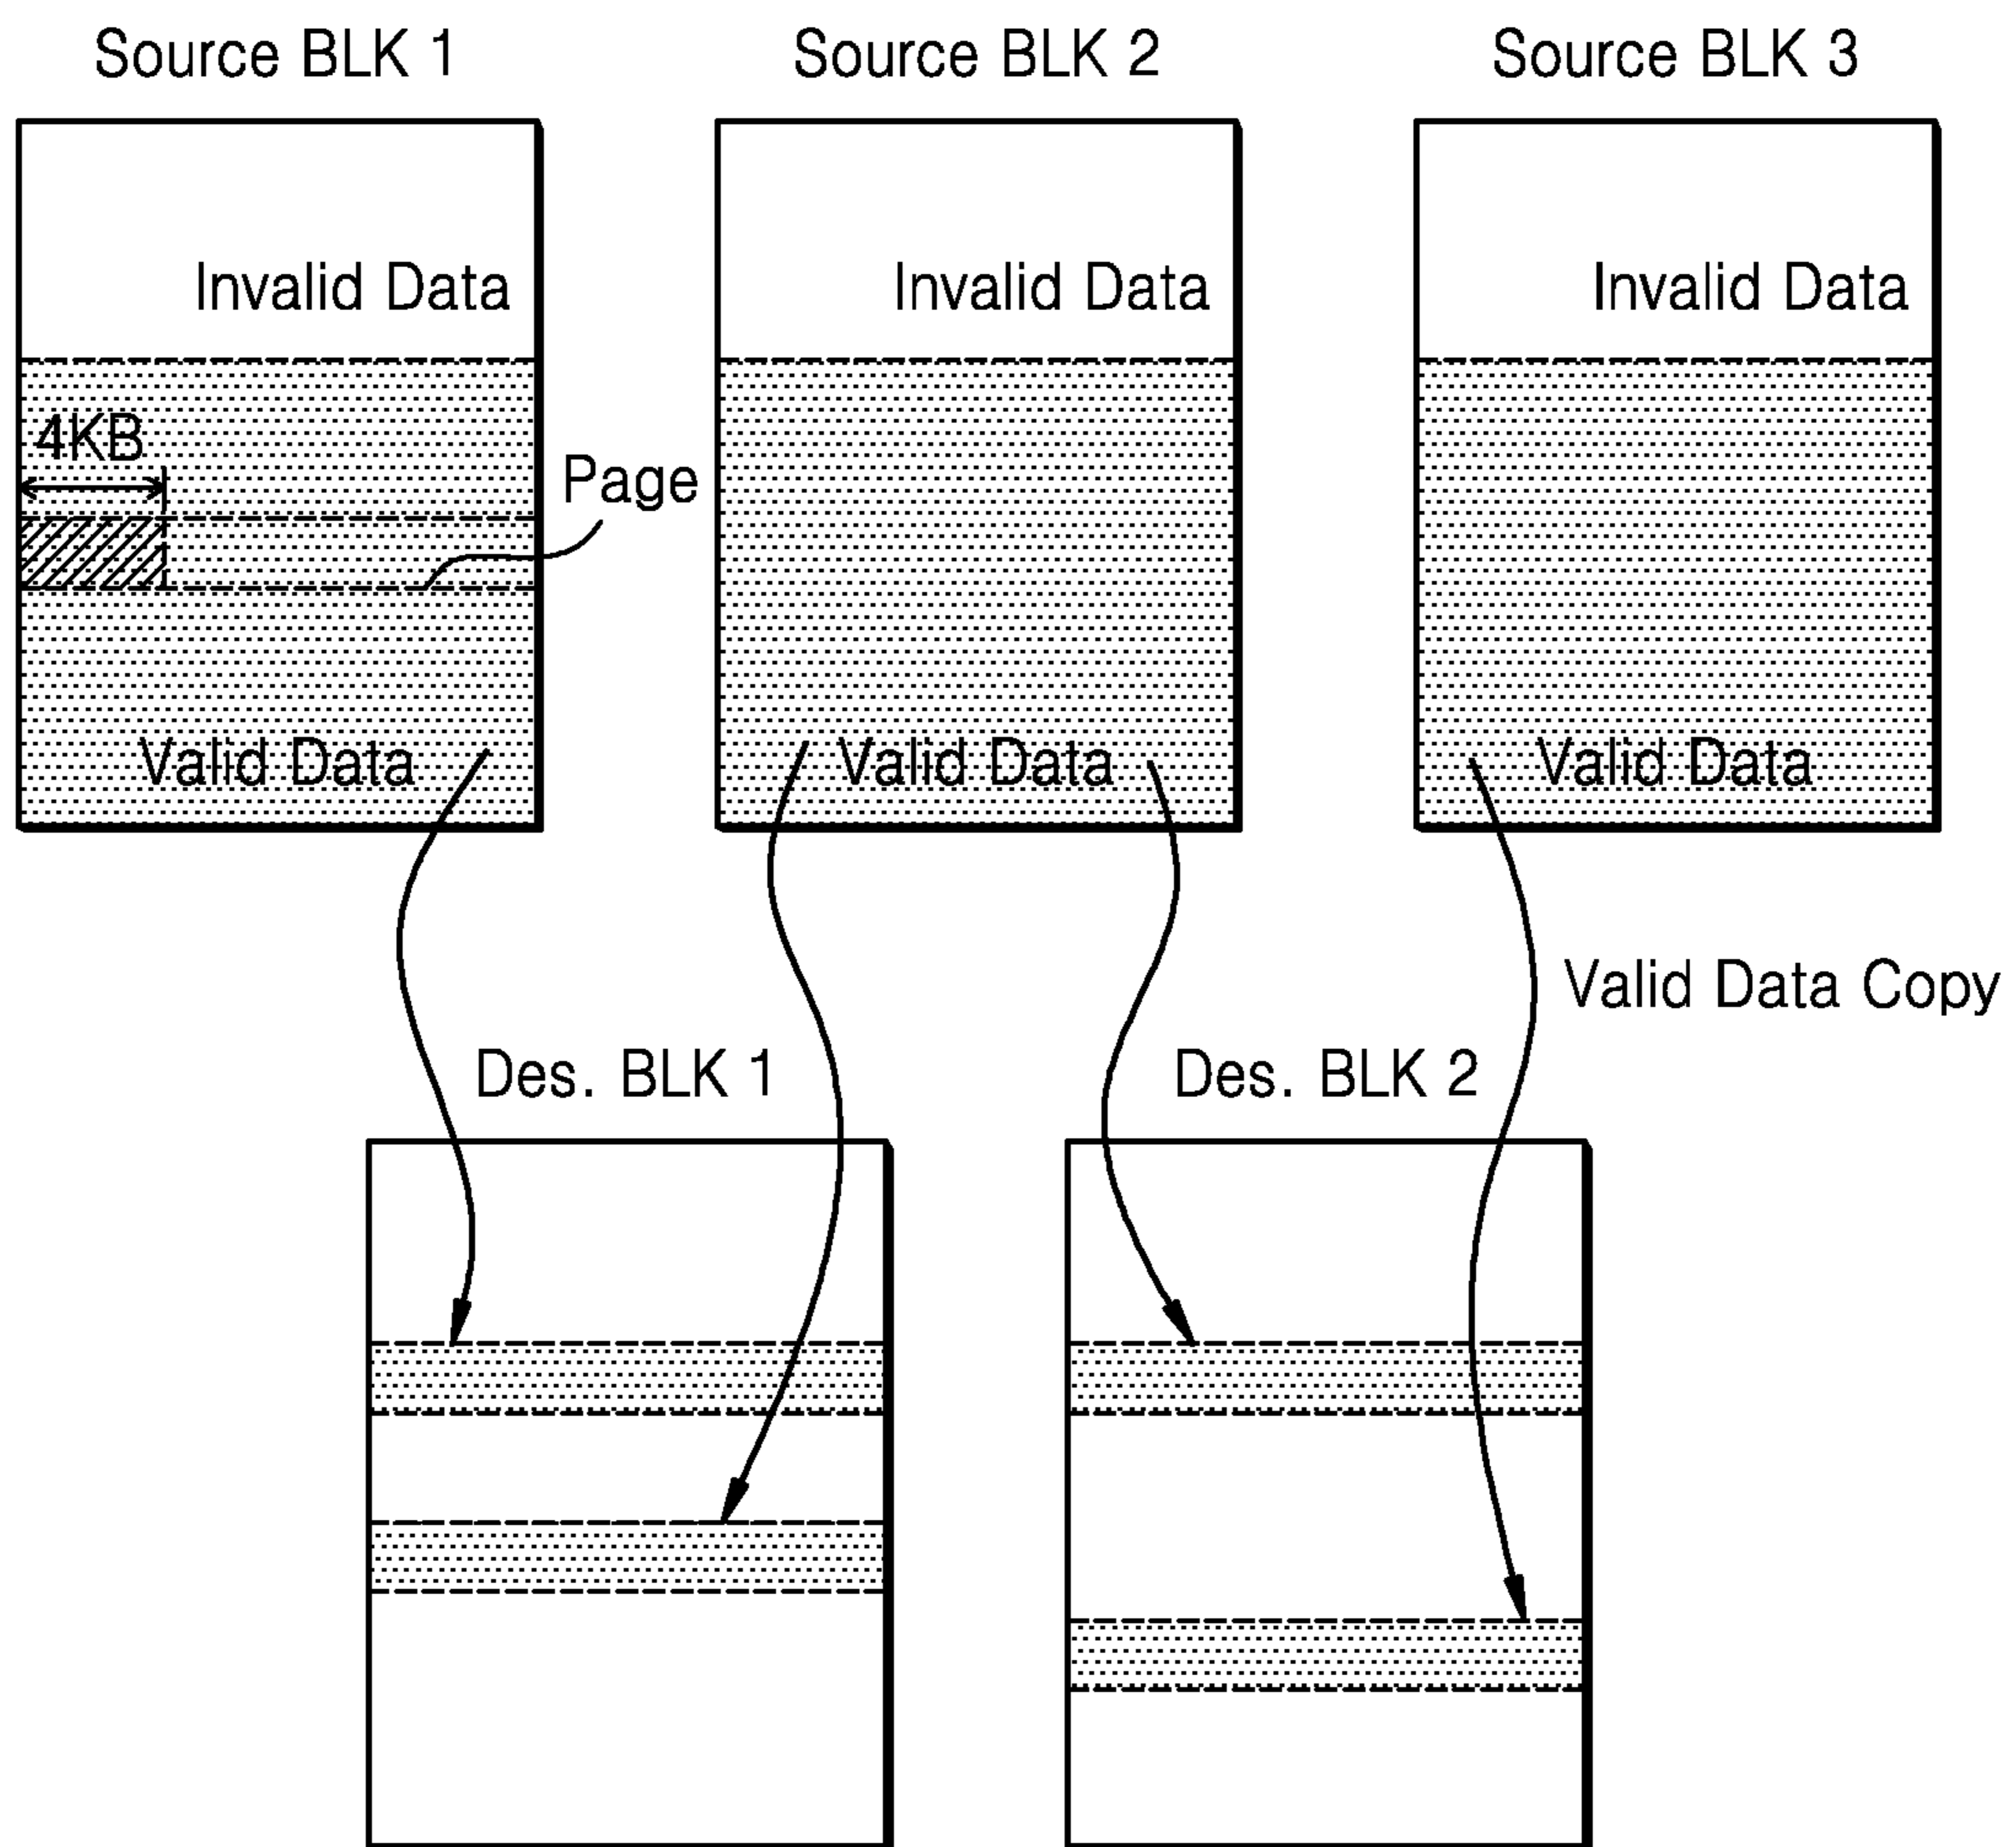 Source BLK 1
Source BLK 2
Source BLK 3
Invalid Data
Invalid Data
Invalid Data
4KB
Page
Valid Data
Valid Data
Valid Data
Valid Data Copy
Des. BLK 1
Des. BLK 2